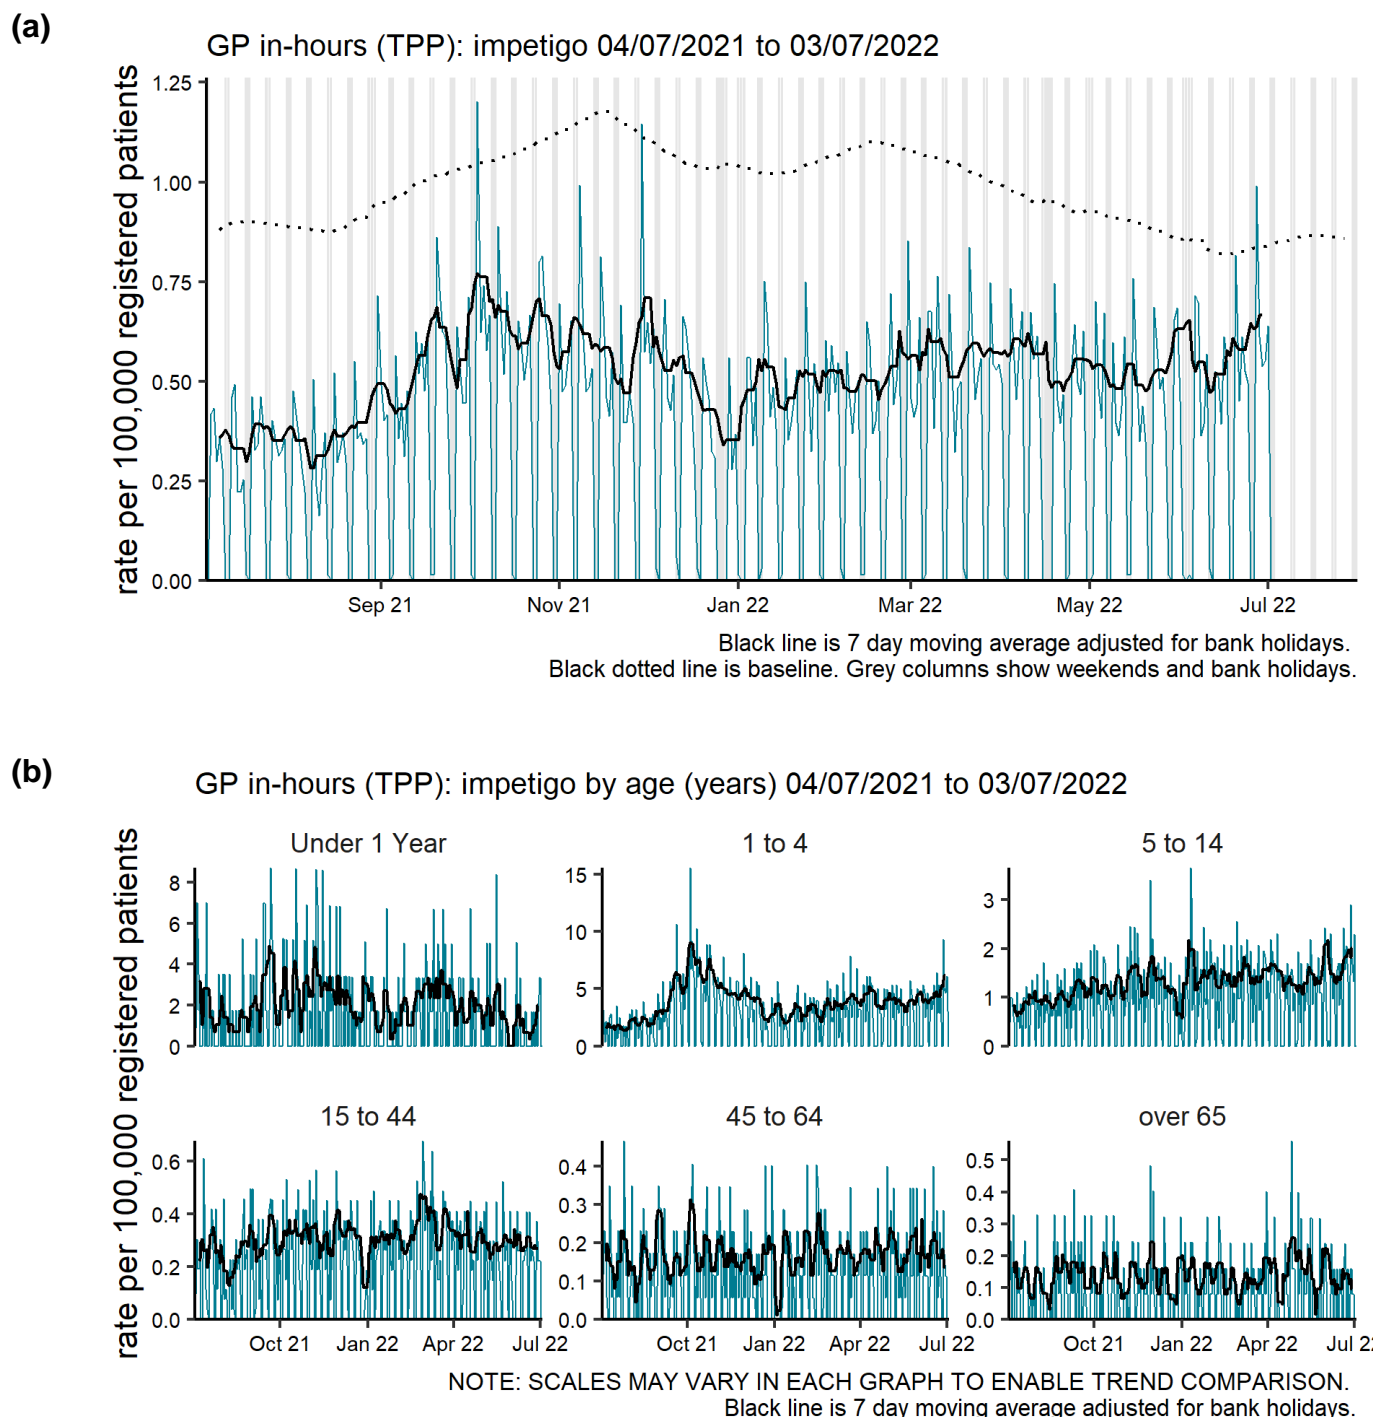 (a)
GP in-hours (TPP): impetigo 04/07/2021 to 03/07/2022
rate per 100,000 registered patients
1.25
1.00
0.75
0.50
0.25
0.00
Sep 21 Nov 21 Jan 22 Mar 22 May 22 Jul 22
Black line is 7 day moving average adjusted for bank holidays.
Black dotted line is baseline. Grey columns show weekends and bank holidays.
(b)
GP in-hours (TPP): impetigo by age (years) 04/07/2021 to 03/07/2022
rate per 100,000 registered patients
Under 1 Year
8
6
4
2
0
1 to 4
15
10
5
0
5 to 14
3
2
1
0
15 to 44
0.6
0.4
0.2
0.0
Oct 21 Jan 22 Apr 22 Jul 22
45 to 64
0.4
0.3
0.2
0.1
0.0
Oct 21 Jan 22 Apr 22 Jul 22
over 65
0.5
0.4
0.3
0.2
0.1
0.0
Oct 21 Jan 22 Apr 22 Jul
NOTE: SCALES MAY VARY IN EACH GRAPH TO ENABLE TREND COMPARISON.
Black line is 7 day moving average adjusted for bank holidays.